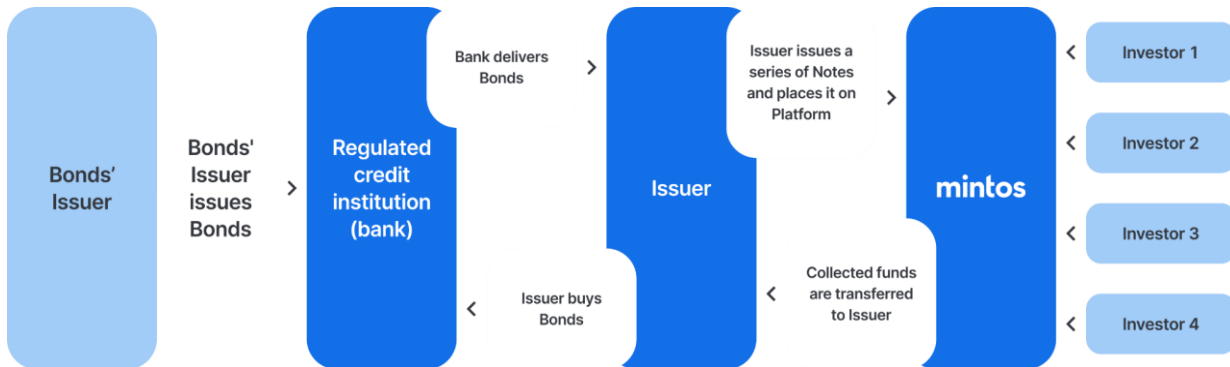 Bonds’
Issuer
Bonds'
Issuer
issues
Bonds
Regulated
credit
institution
(bank)
Bank delivers
Bonds
Issuer buys
Bonds
Issuer
Issuer issues a
series of Notes
and places it on
Platform
Collected funds
are transferred
to Issuer
mintos
Investor 1
Investor 2
Investor 3
Investor 4